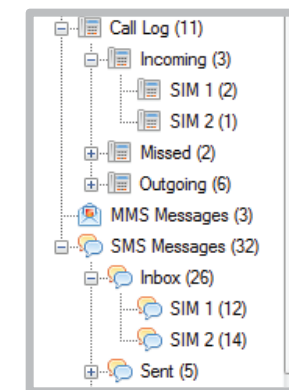 Call Log (11)
Incoming (3)
SIM 1 (2)
SIM 2 (1)
Missed (2)
Outgoing (6)
MMS Messages (3)
SMS Messages (32)
Inbox (26)
SIM 1 (12)
SIM 2 (14)
Sent (5)